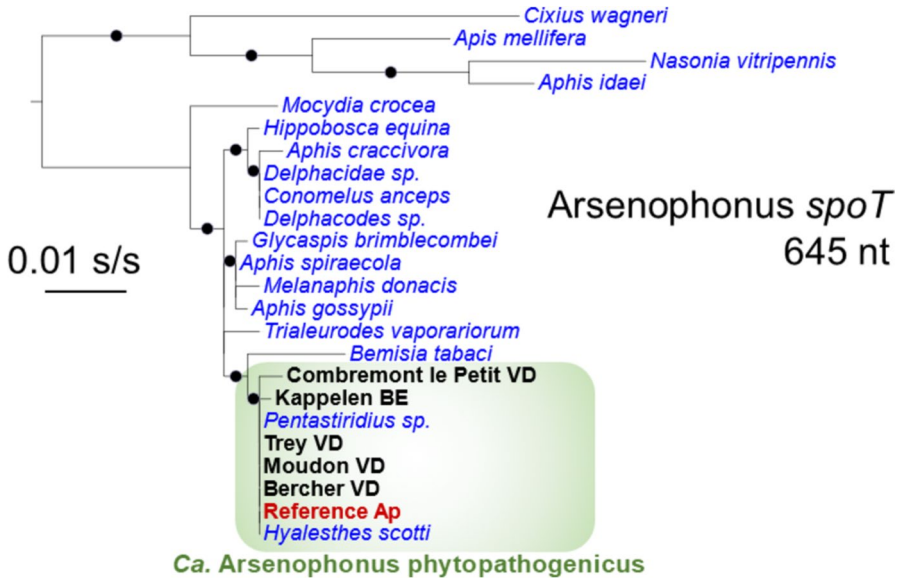 Cixius wagneri
Apis mellifera
Nasonia vitripennis
Aphis idaei
Mocydia crocea
Hippobosca equina
Aphis craccivora
Delphacidae sp.
Conomelus anceps
Delphacodes sp.
Glycaspis brimblecombei
Aphis spiraecola
Melanaphis donacis
Aphis gossypii
Trialeurodes vaporariorum
Bemisia tabaci
Combremont le Petit VD
Kappelen BE
Pentastiridius sp.
Trey VD
Moudon VD
Bercher VD
Reference Ap
Hyalesthes scotti
Ca. Arsenophonus phytopathogenicus
Arsenophonus spoT
645 nt
0.01 s/s